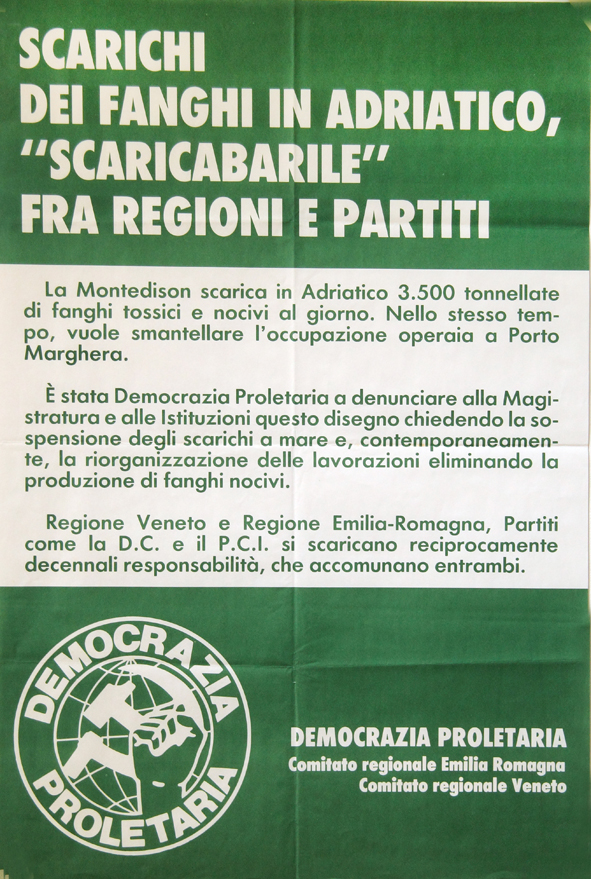 SCARICHI
DEI FANGHI IN ADRIATICO,
"SCARICABARILE"
FRA REGIONI E PARTITI
La Montedison scarica in Adriatico 3.500 tonnellate
di fanghi tossici e nocivi al giorno. Nello stesso tem-
po, vuole smantellare l'occupazione operaia a Porto
Marghera.
È stata Democrazia Proletaria a denunciare alla Magi-
stratura e alle Istituzioni questo disegno chiedendo la so-
spensione degli scarichi a mare e, contemporaneamen-
te, la riorganizzazione delle lavorazioni eliminando la
produzione di fanghi nocivi.
Regione Veneto e Regione Emilia-Romagna, Partiti
come la D.C. e il P.C.I. si scaricano reciprocamente
decennali responsabilità, che accomunano entrambi.
DEMOCRAZIA
PROLETARIA
DEMOCRAZIA PROLETARIA
Comitato regionale Emilia Romagna
Comitato regionale Veneto